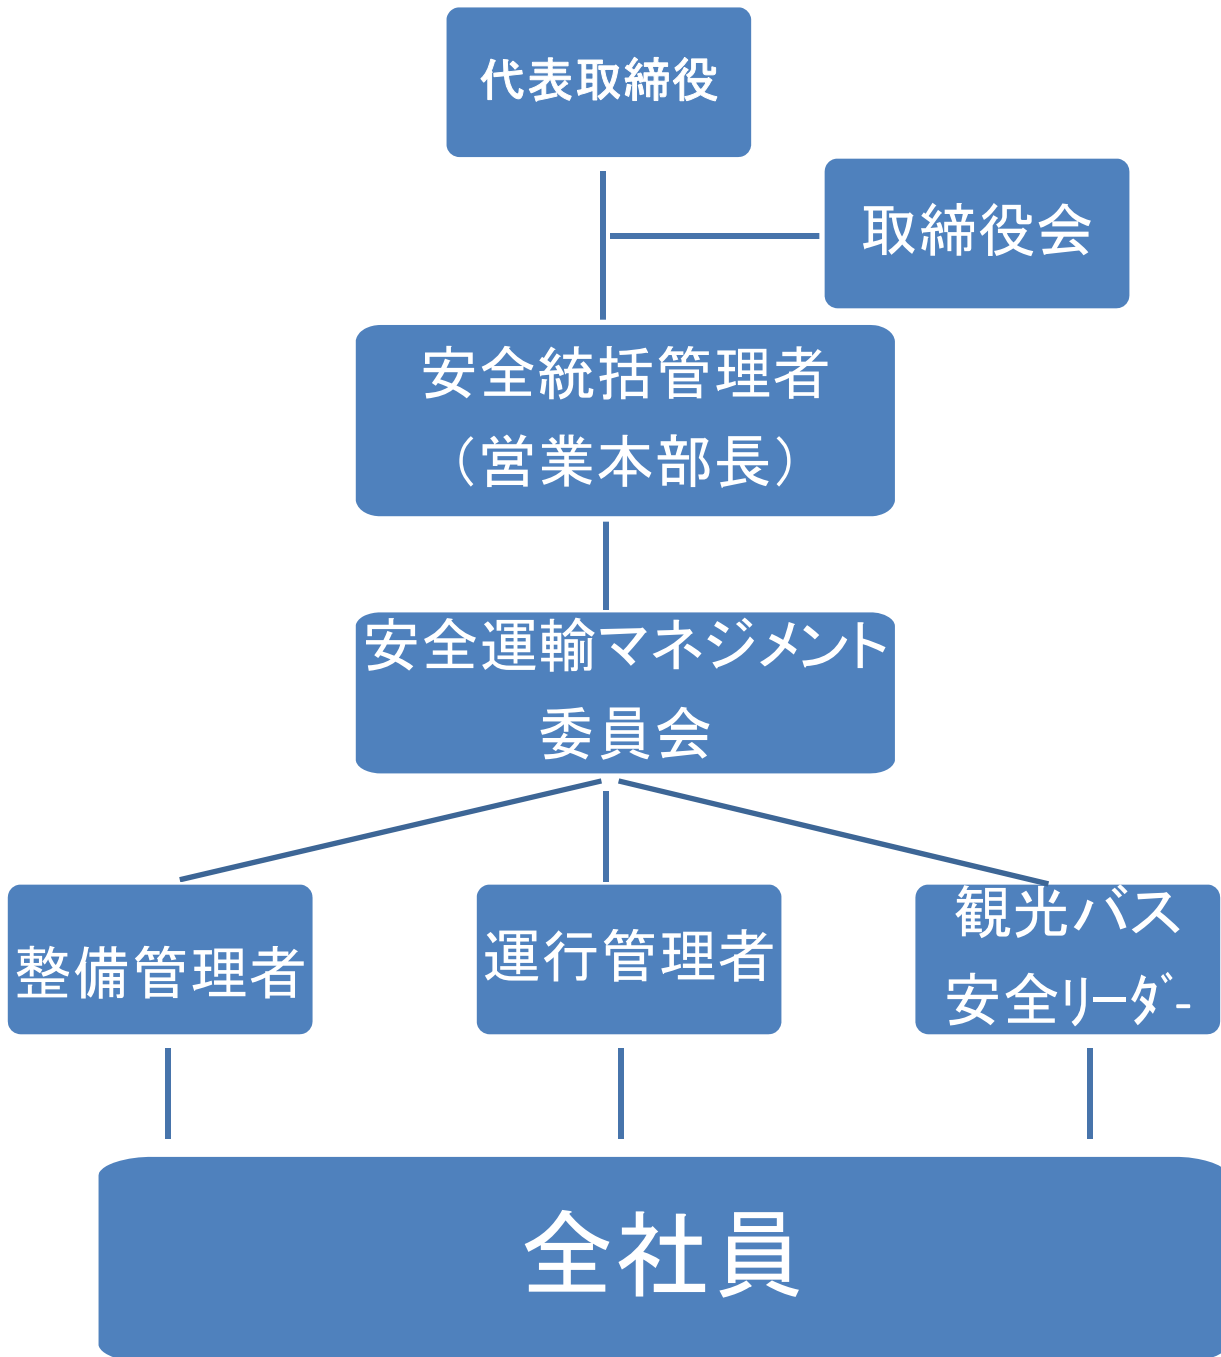 代表取締役
取締役会
安全統括管理者
（営業本部長）
安全運輸マネジメント
委員会
整備管理者
運行管理者
観光バス
安全リーダ-
全社員